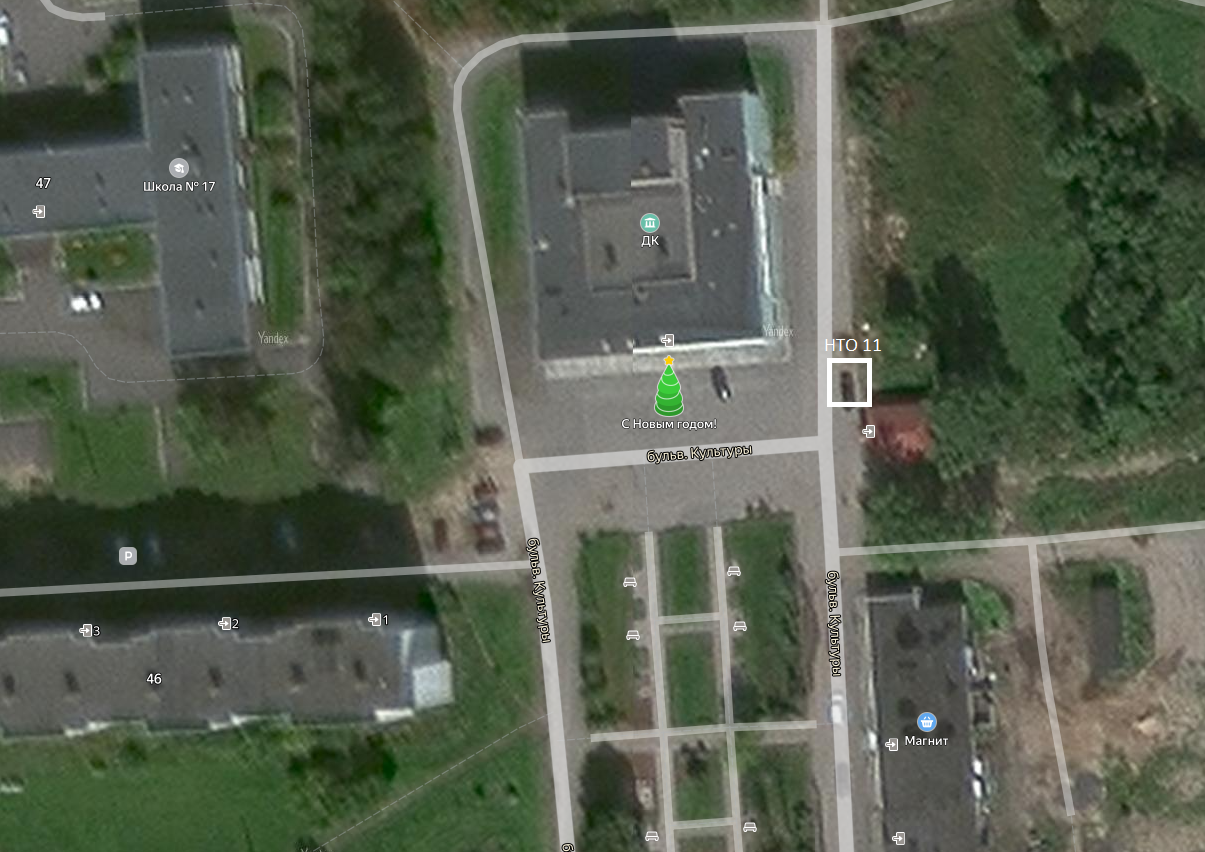 47
Школа № 17
ДК
Yandex
Yandex
НТО 11
С Новым годом!
бульв. Культуры
P
бульв. Культуры
бульв. Культуры
3
2
1
46
Магнит